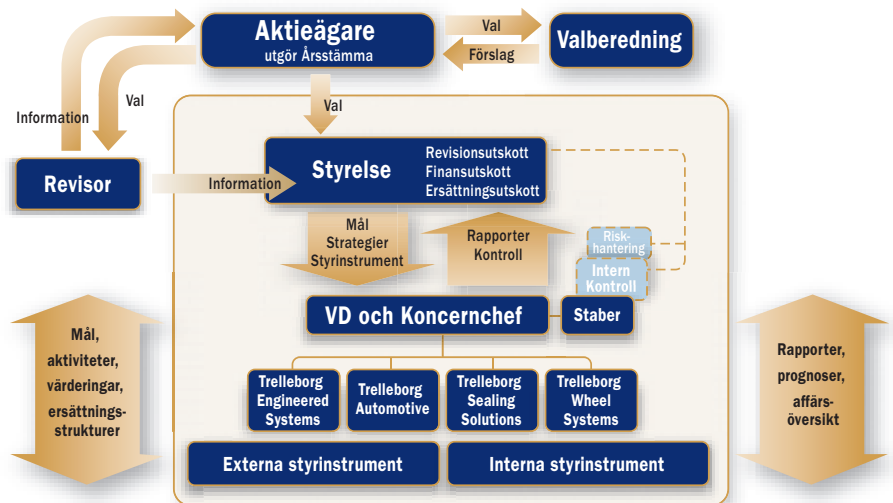 Aktieägare
utgör Årsstämma
Val
Förslag
Valberedning
Information
Val
Val
Revisor
Information
Styrelse
Revisionsutskott
Finansutskott
Ersättningsutskott
Mål
Strategier
Styrinstrument
Rapporter
Kontroll
Risk-
hantering
Intern
Kontroll
VD och Koncernchef
Staber
Mål,
aktiviteter,
värderingar,
ersättnings-
strukturer
Trelleborg
Engineered
Systems
Trelleborg
Automotive
Trelleborg
Sealing
Solutions
Trelleborg
Wheel
Systems
Rapporter,
prognoser,
affärs-
översikt
Externa styrinstrument
Interna styrinstrument